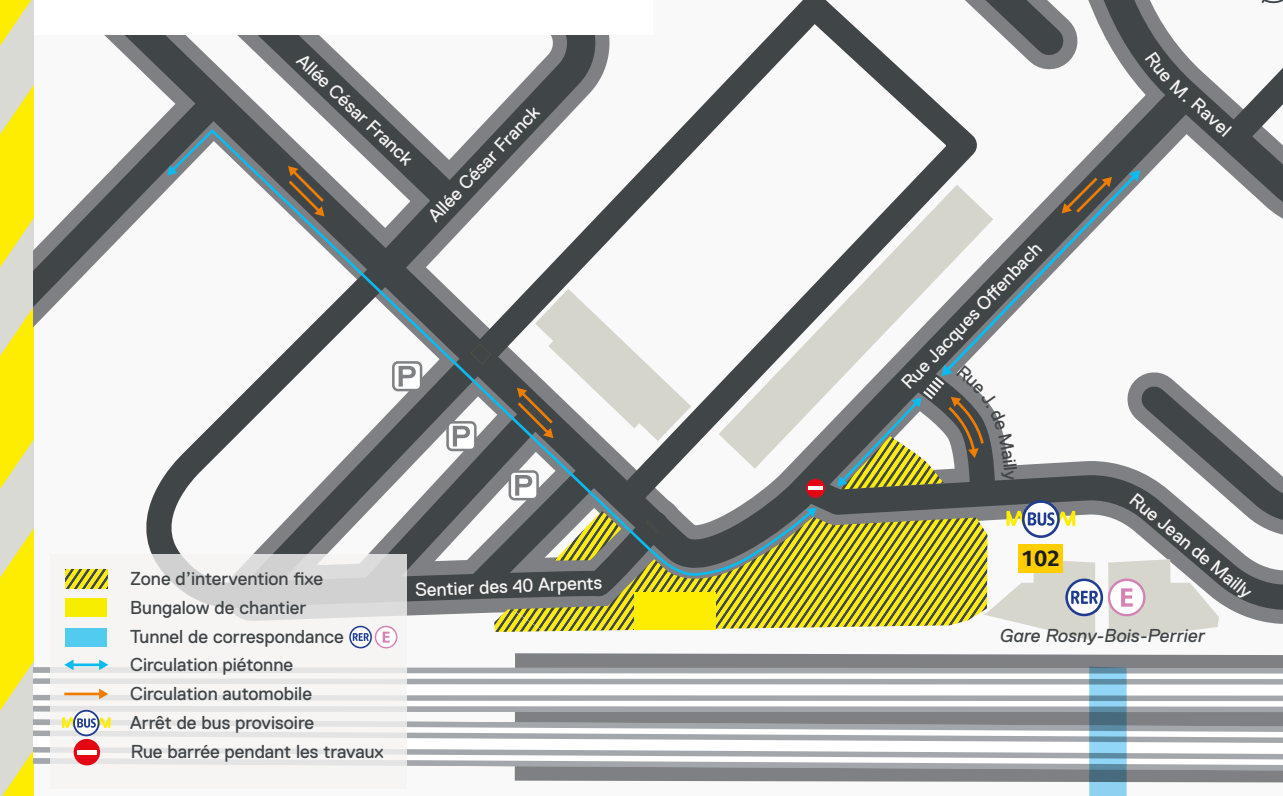 Allée César Franck
Allée César Franck
Rue M. Ravel
Rue Jacques Offenbach
Rue J. de Mailly
P
P
P
M BUS M
102
Rue Jean de Mailly
RER E
Gare Rosny-Bois-Perrier
Sentier des 40 Arpents
Zone d'intervention fixe
Bungalow de chantier
Tunnel de correspondance RER E
Circulation piétonne
Circulation automobile
M BUS M Arrêt de bus provisoire
Rue barrée pendant les travaux